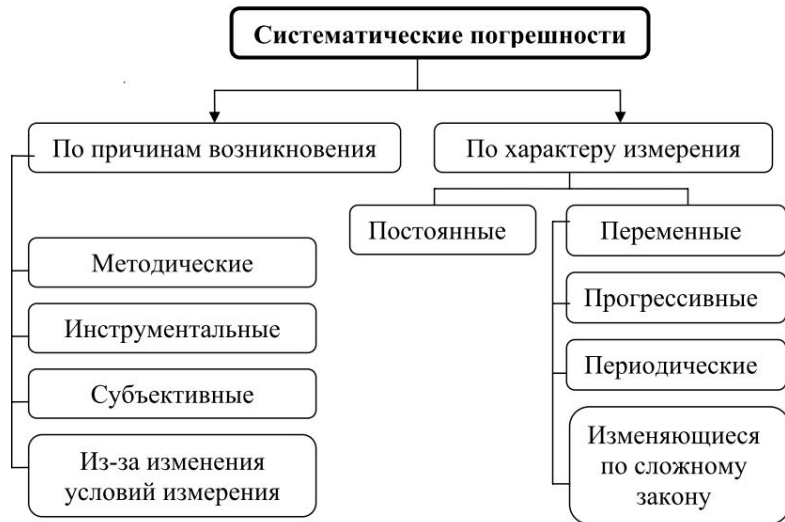 Систематические погрешности
По причинам возникновения
По характеру измерения
Постоянные
Переменные
Методические
Прогрессивные
Инструментальные
Периодические
Субъективные
Изменяющиеся
по сложному
закону
Из-за изменения
условий измерения